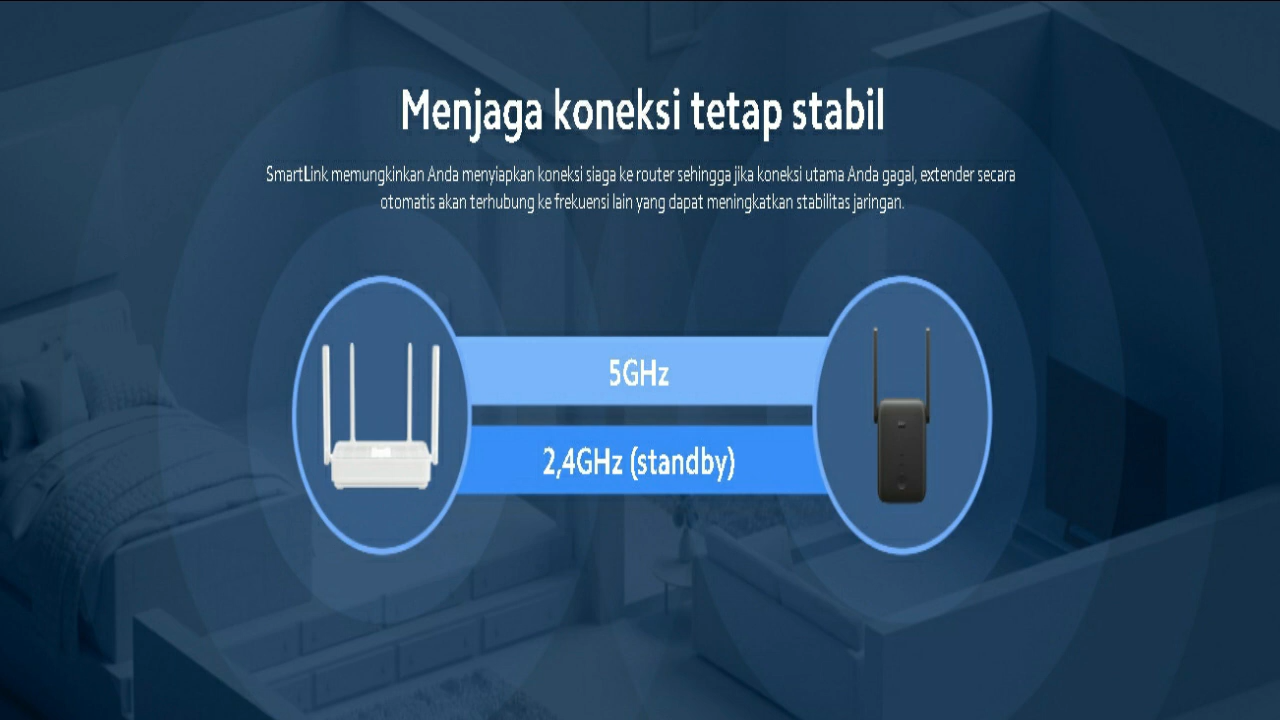 Menjaga koneksi tetap stabil
SmartLink memungkinkan Anda menyiapkan koneksi siaga ke router sehingga jika koneksi utama Anda gagal, extender secara
otomatis akan terhubung ke frekuensi lain yang dapat meningkatkan stabilitas jaringan.
5GHz
2,4GHz (standby)